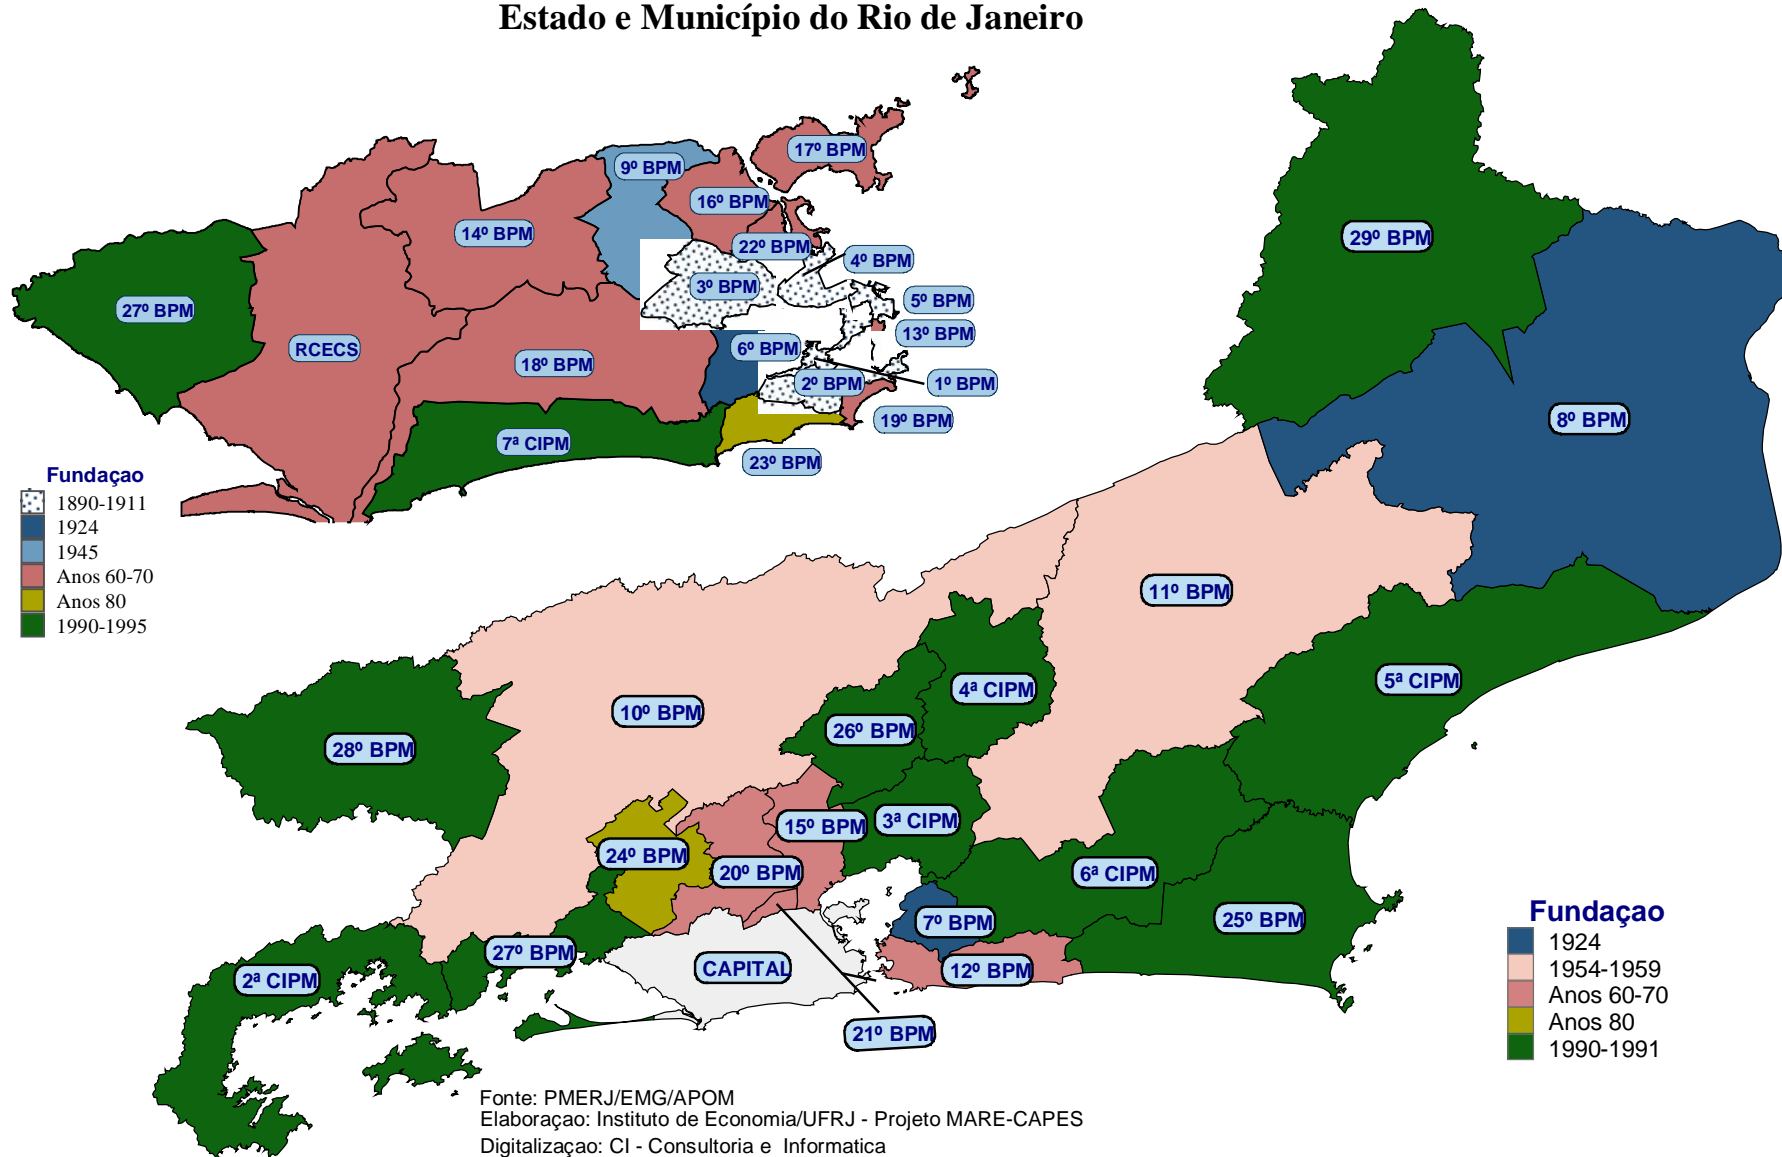 Estado e Município do Rio de Janeiro
17º BPM
9º BPM
16º BPM
14º BPM
22º BPM
4º BPM
3º BPM
5º BPM
27º BPM
13º BPM
RCECS
6º BPM
18º BPM
2º BPM
1º BPM
19º BPM
7ª CIPM
23º BPM
Fundaçao
1890-1911
1924
1945
Anos 60-70
Anos 80
1990-1995
29º BPM
8º BPM
11º BPM
5ª CIPM
4ª CIPM
10º BPM
26º BPM
28º BPM
15º BPM
3ª CIPM
24º BPM
20º BPM
6ª CIPM
7º BPM
25º BPM
27º BPM
CAPITAL
12º BPM
2ª CIPM
21º BPM
Fundaçao
1924
1954-1959
Anos 60-70
Anos 80
1990-1991
Fonte: PMERJ/EMG/APOM
Elaboraçao: Instituto de Economia/UFRJ - Projeto MARE-CAPES
Digitalizaçao: CI - Consultoria e Informatica